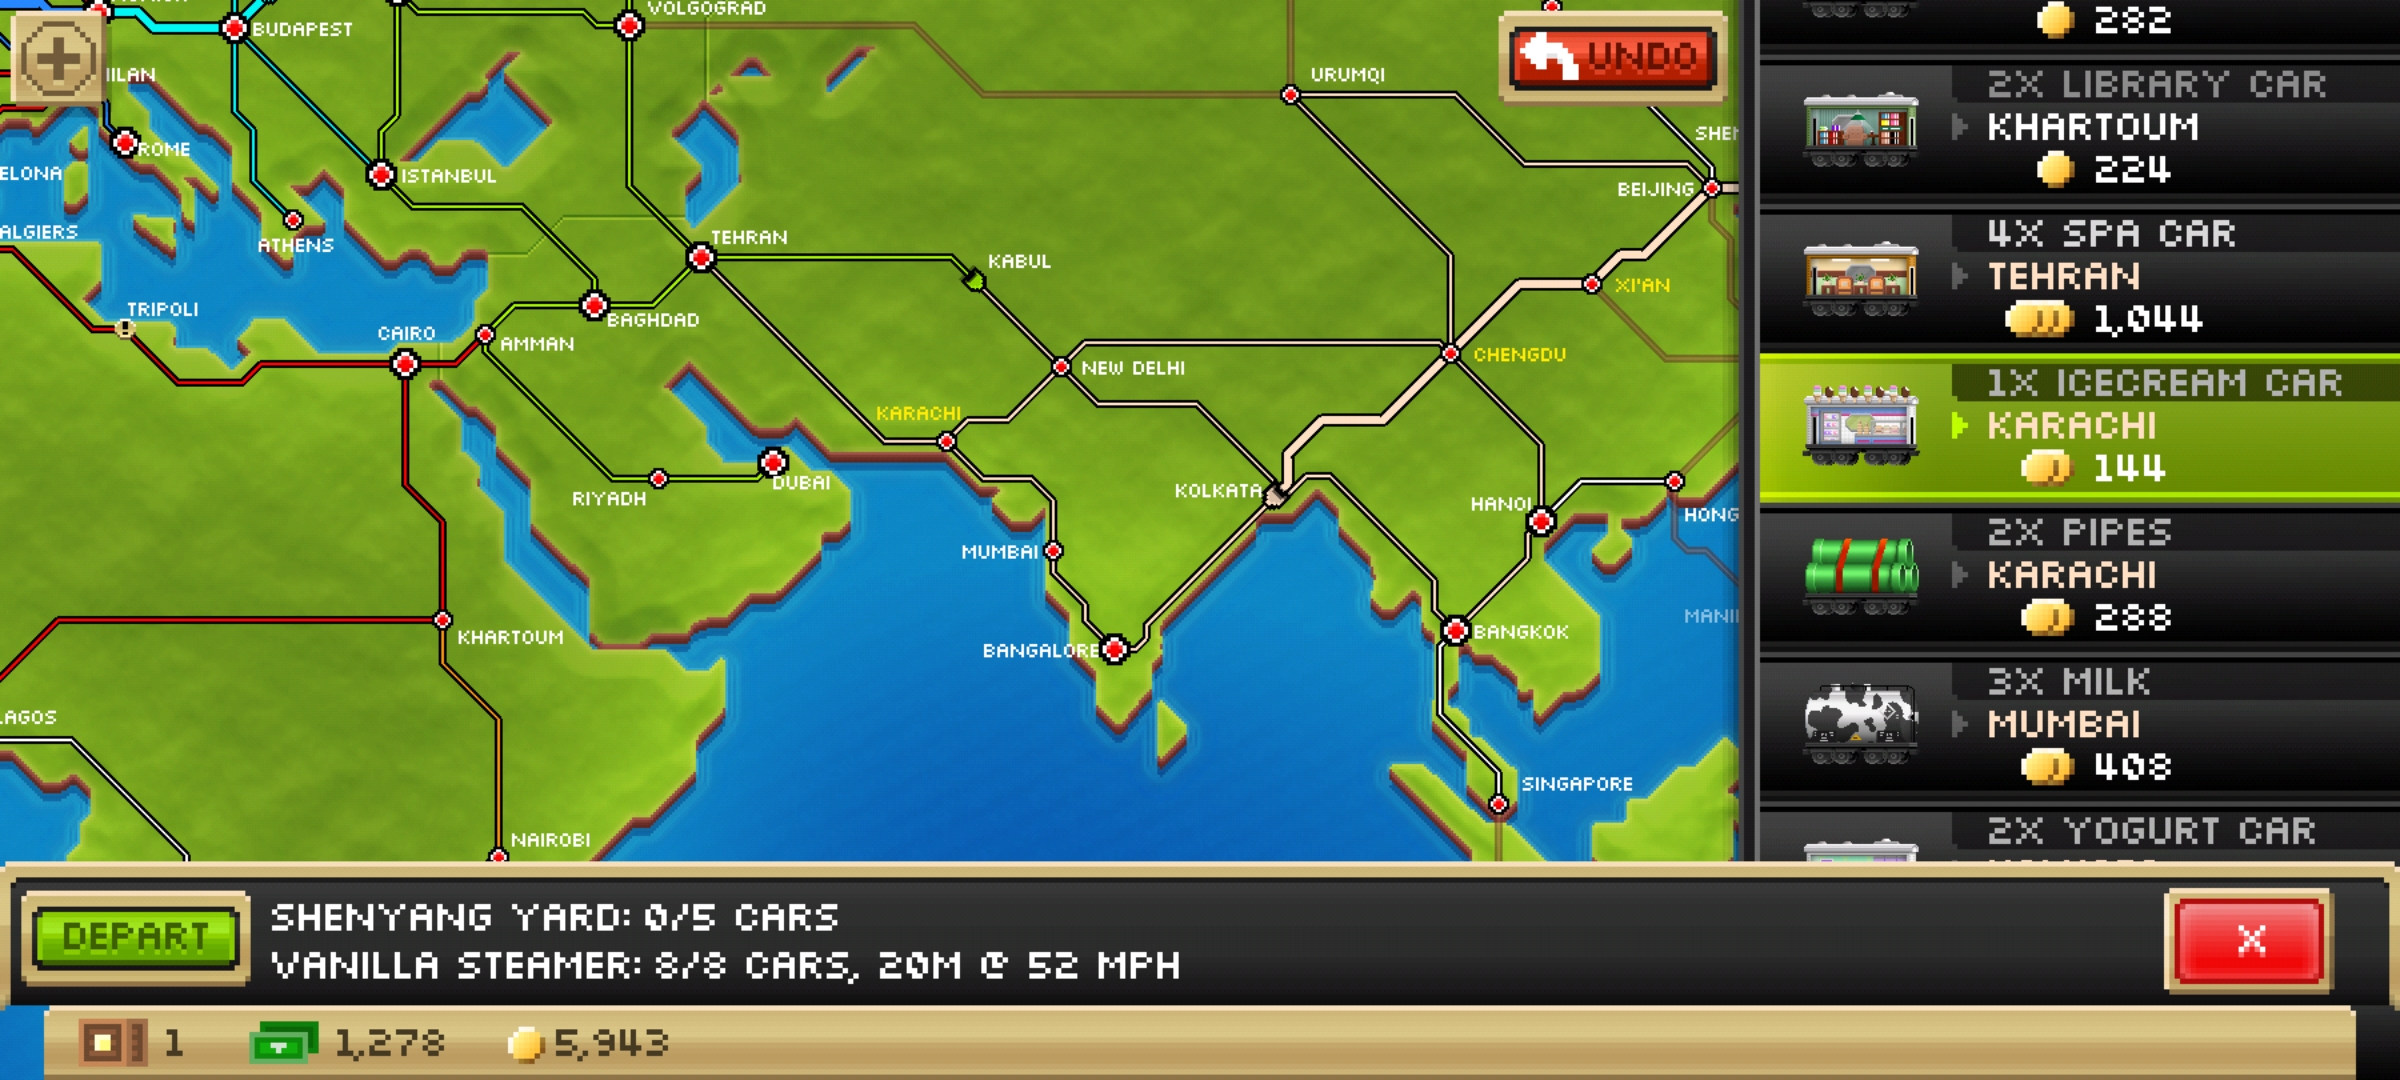 VOLGOGRAD
BUDAPEST
UNDO
URUMQI
ROME
ISTANBUL
BEIJING
ALGIERS
ATHENS
TEHRAN
KABUL
XI'AN
TRIPOLI
CAIRO
BAGHDAD
AMMAN
NEW DELHI
CHENGDU
KARACHI
RIYADH
DUBAI
KOLKATA
HANOI
HONG
MUMBAI
KHARTOUM
BANGALORE
BANGKOK
LAGOS
SINGAPORE
NAIROBI
282
2X LIBRARY CAR
KHARTOUM
224
4X SPA CAR
TEHRAN
1,044
1X ICECREAM CAR
KARACHI
144
2X PIPES
KARACHI
288
3X MILK
MUMBAI
408
2X YOGURT CAR
DEPART
SHENYANG YARD: 0/5 CARS
VANILLA STEAMER: 8/8 CARS, 20M @ 52 MPH
X
1
1,278
5,943